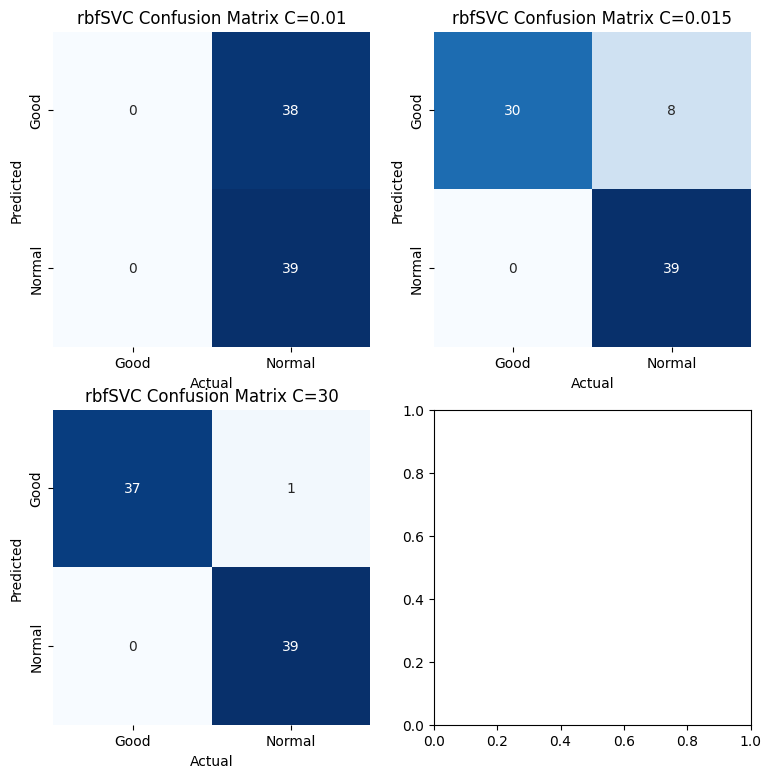 rbfSVC Confusion Matrix C=0.01
Good
Normal
Predicted
0
38
0
39
Good
Normal
Actual
rbfSVC Confusion Matrix C=0.015
Good
Normal
Predicted
30
8
0
39
Good
Normal
Actual
rbfSVC Confusion Matrix C=30
Good
Normal
Predicted
37
1
0
39
Good
Normal
Actual
1.0
0.8
0.6
0.4
0.2
0.0
0.0 0.2 0.4 0.6 0.8 1.0